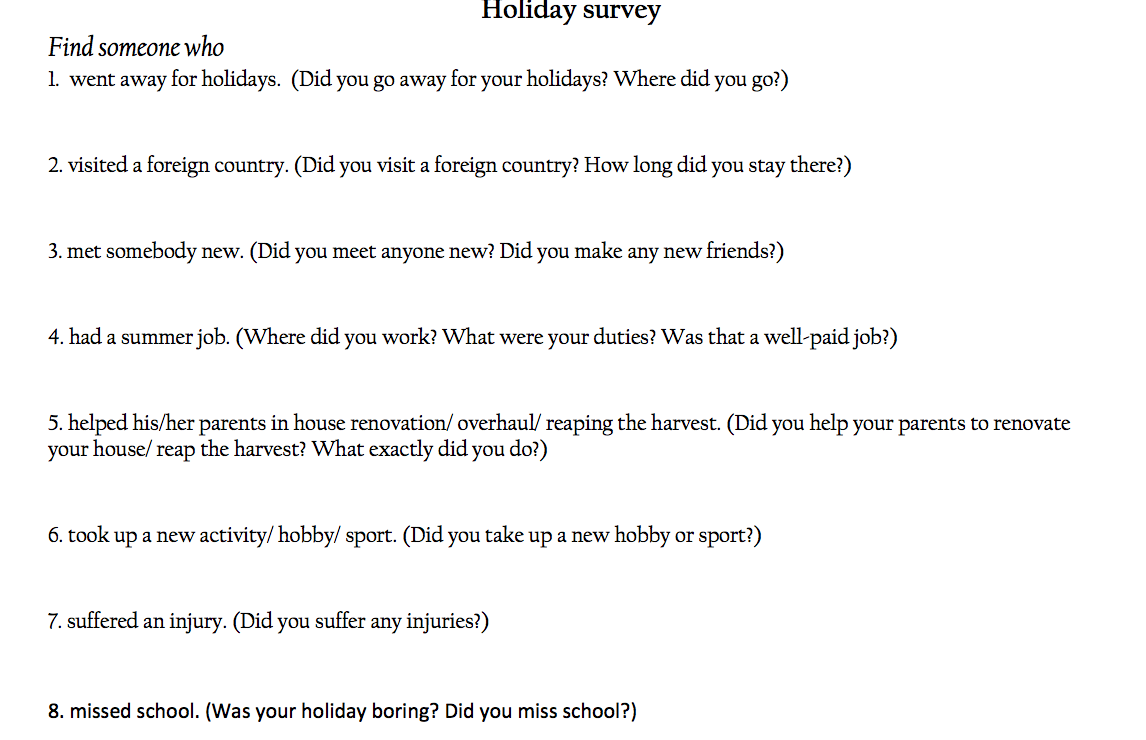 Holiday survey
Find someone who
1.  went away for holidays.  (Did you go away for your holidays? Where did you go?)
2. visited a foreign country. (Did you visit a foreign country? How long did you stay there?)
3. met somebody new. (Did you meet anyone new? Did you make any new friends?)
4. had a summer job. (Where did you work? What were your duties? Was that a well-paid job?)
5. helped his/her parents in house renovation/ overhaul/ reaping the harvest. (Did you help your parents to renovate
your house/ reap the harvest? What exactly did you do?)
6. took up a new activity/ hobby/ sport. (Did you take up a new hobby or sport?)
7. suffered an injury. (Did you suffer any injuries?)
8. missed school. (Was your holiday boring? Did you miss school?)